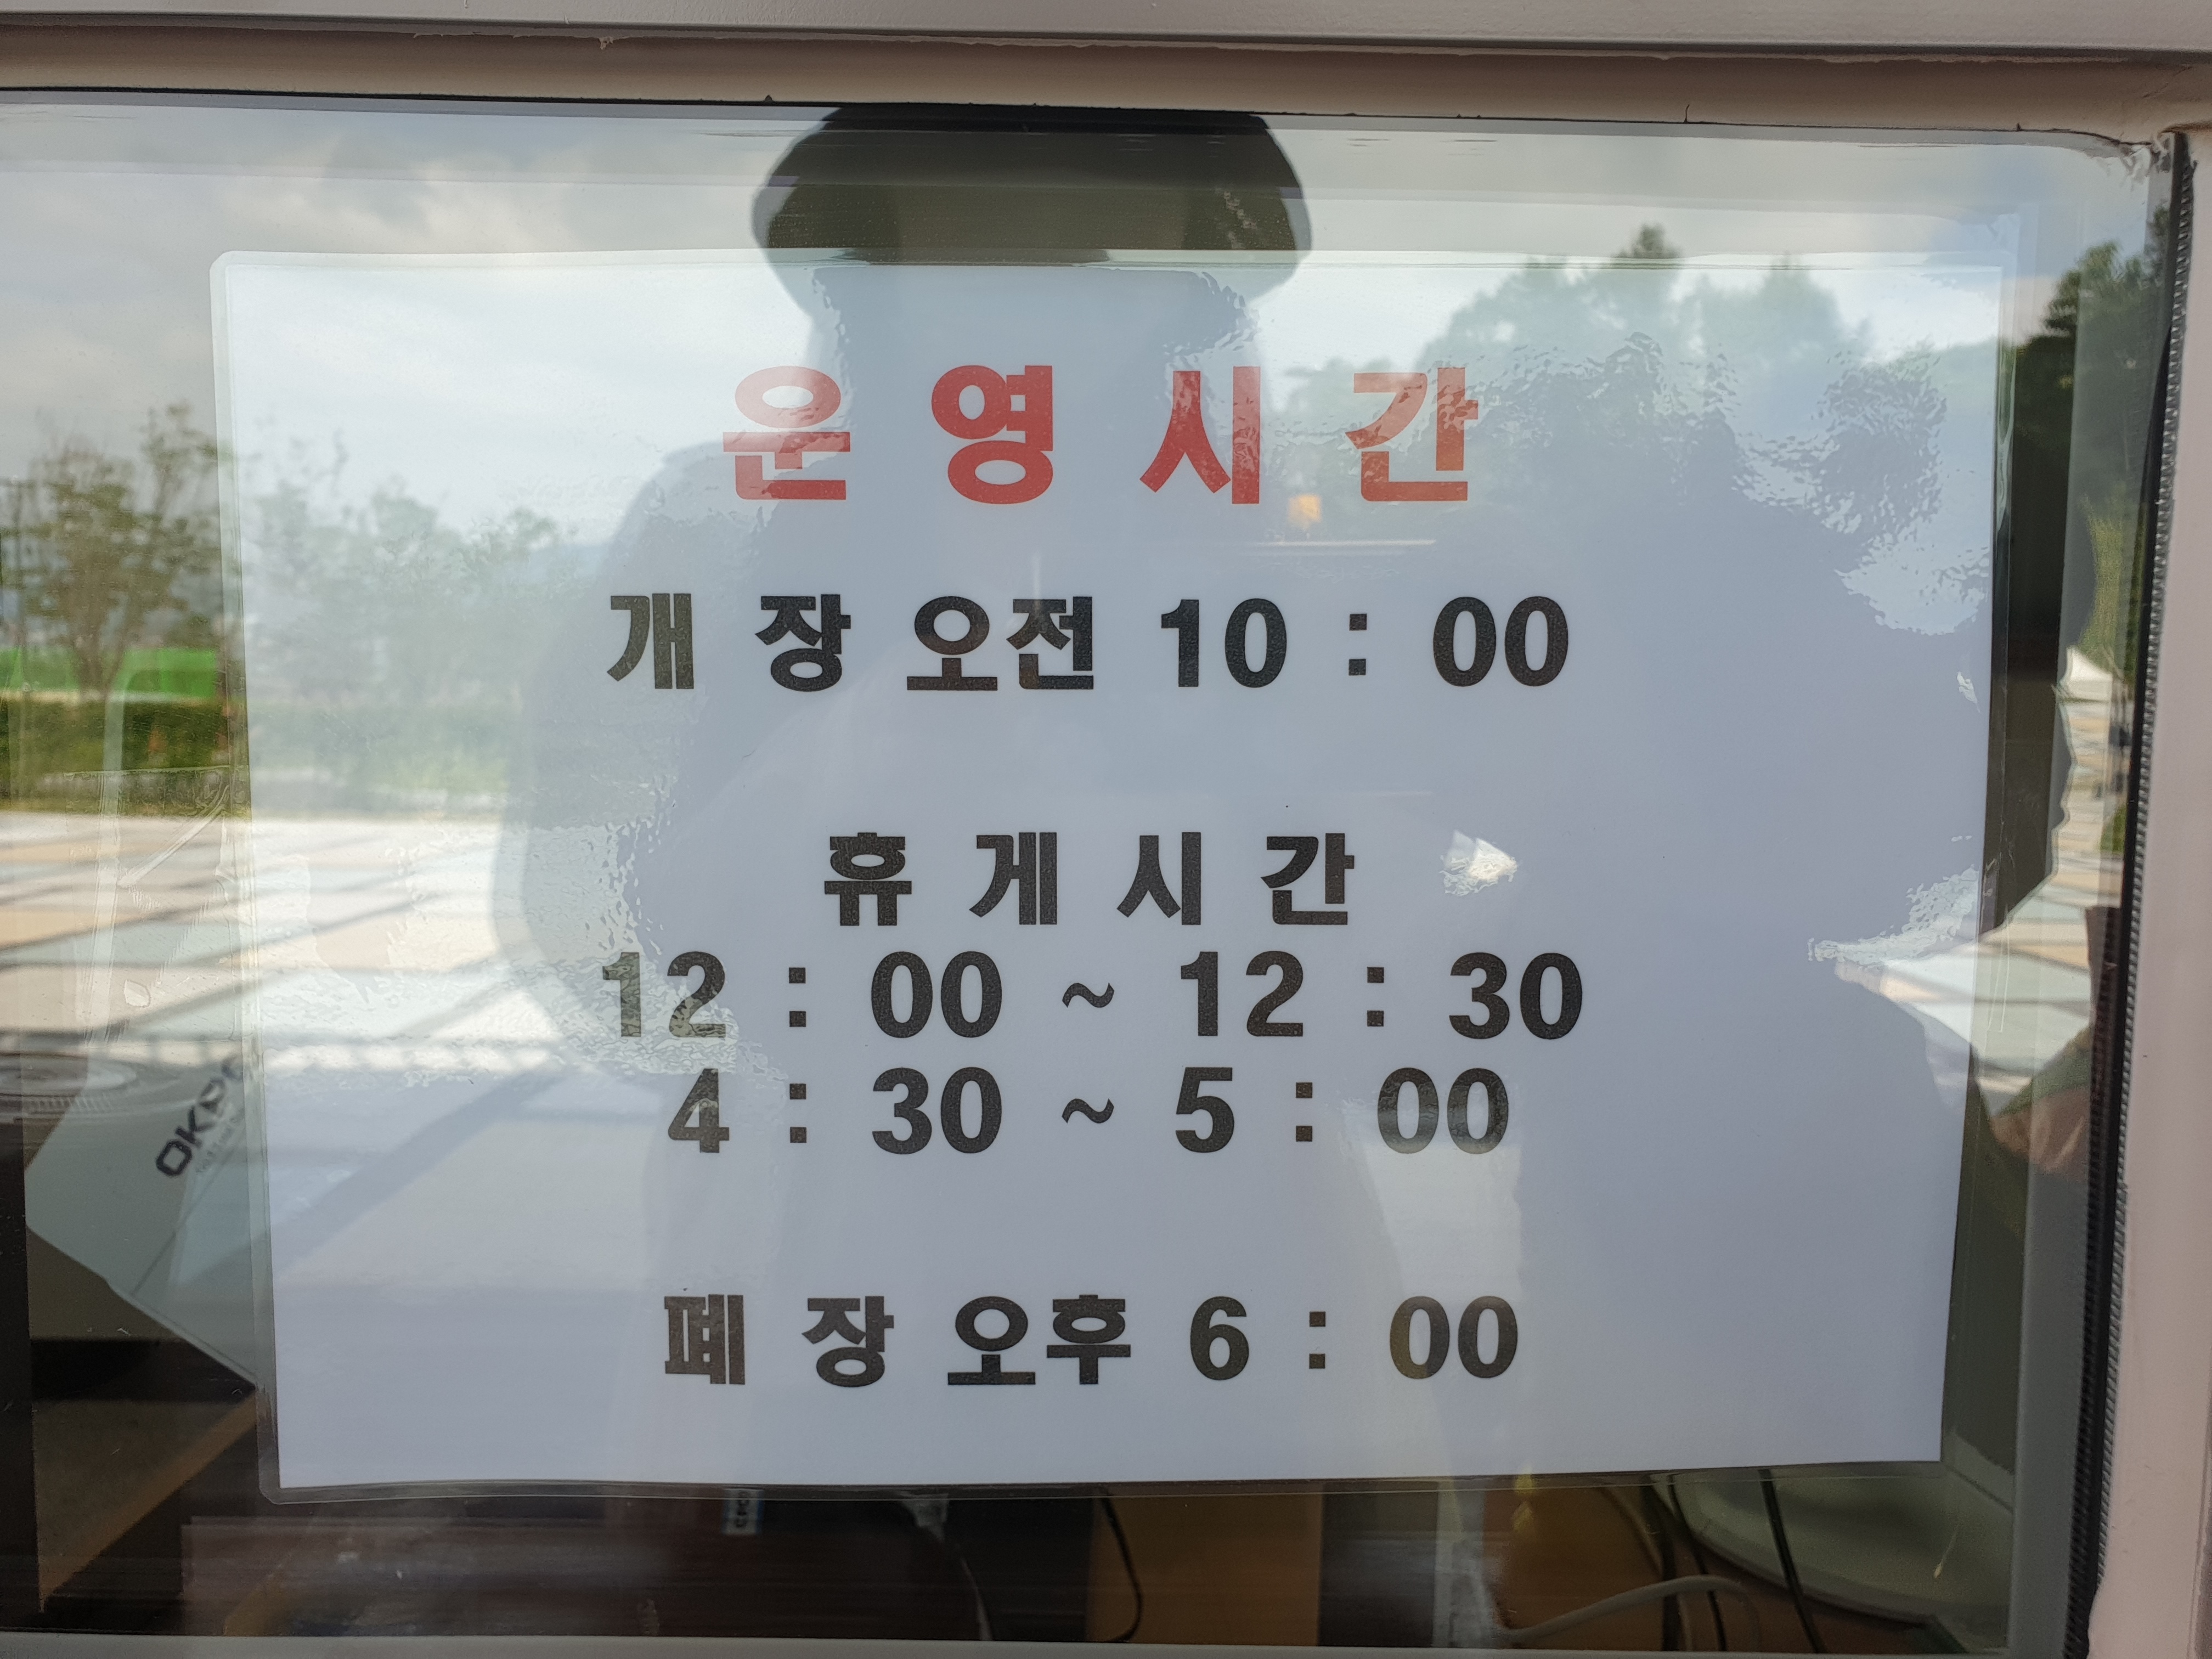 운 영 시 간
개 장 오전 10 : 00
휴 게 시 간
12 : 00 ~ 12 : 30
4 : 30 ~ 5 : 00
폐 장 오후 6 : 00